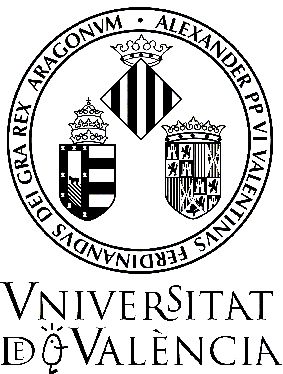 • ALEXANDER PP VI VALENTINVS FERDINANDVS DEI GRA REX ARAGONVM
VNIVERSITAT
DE VALÈNCIA